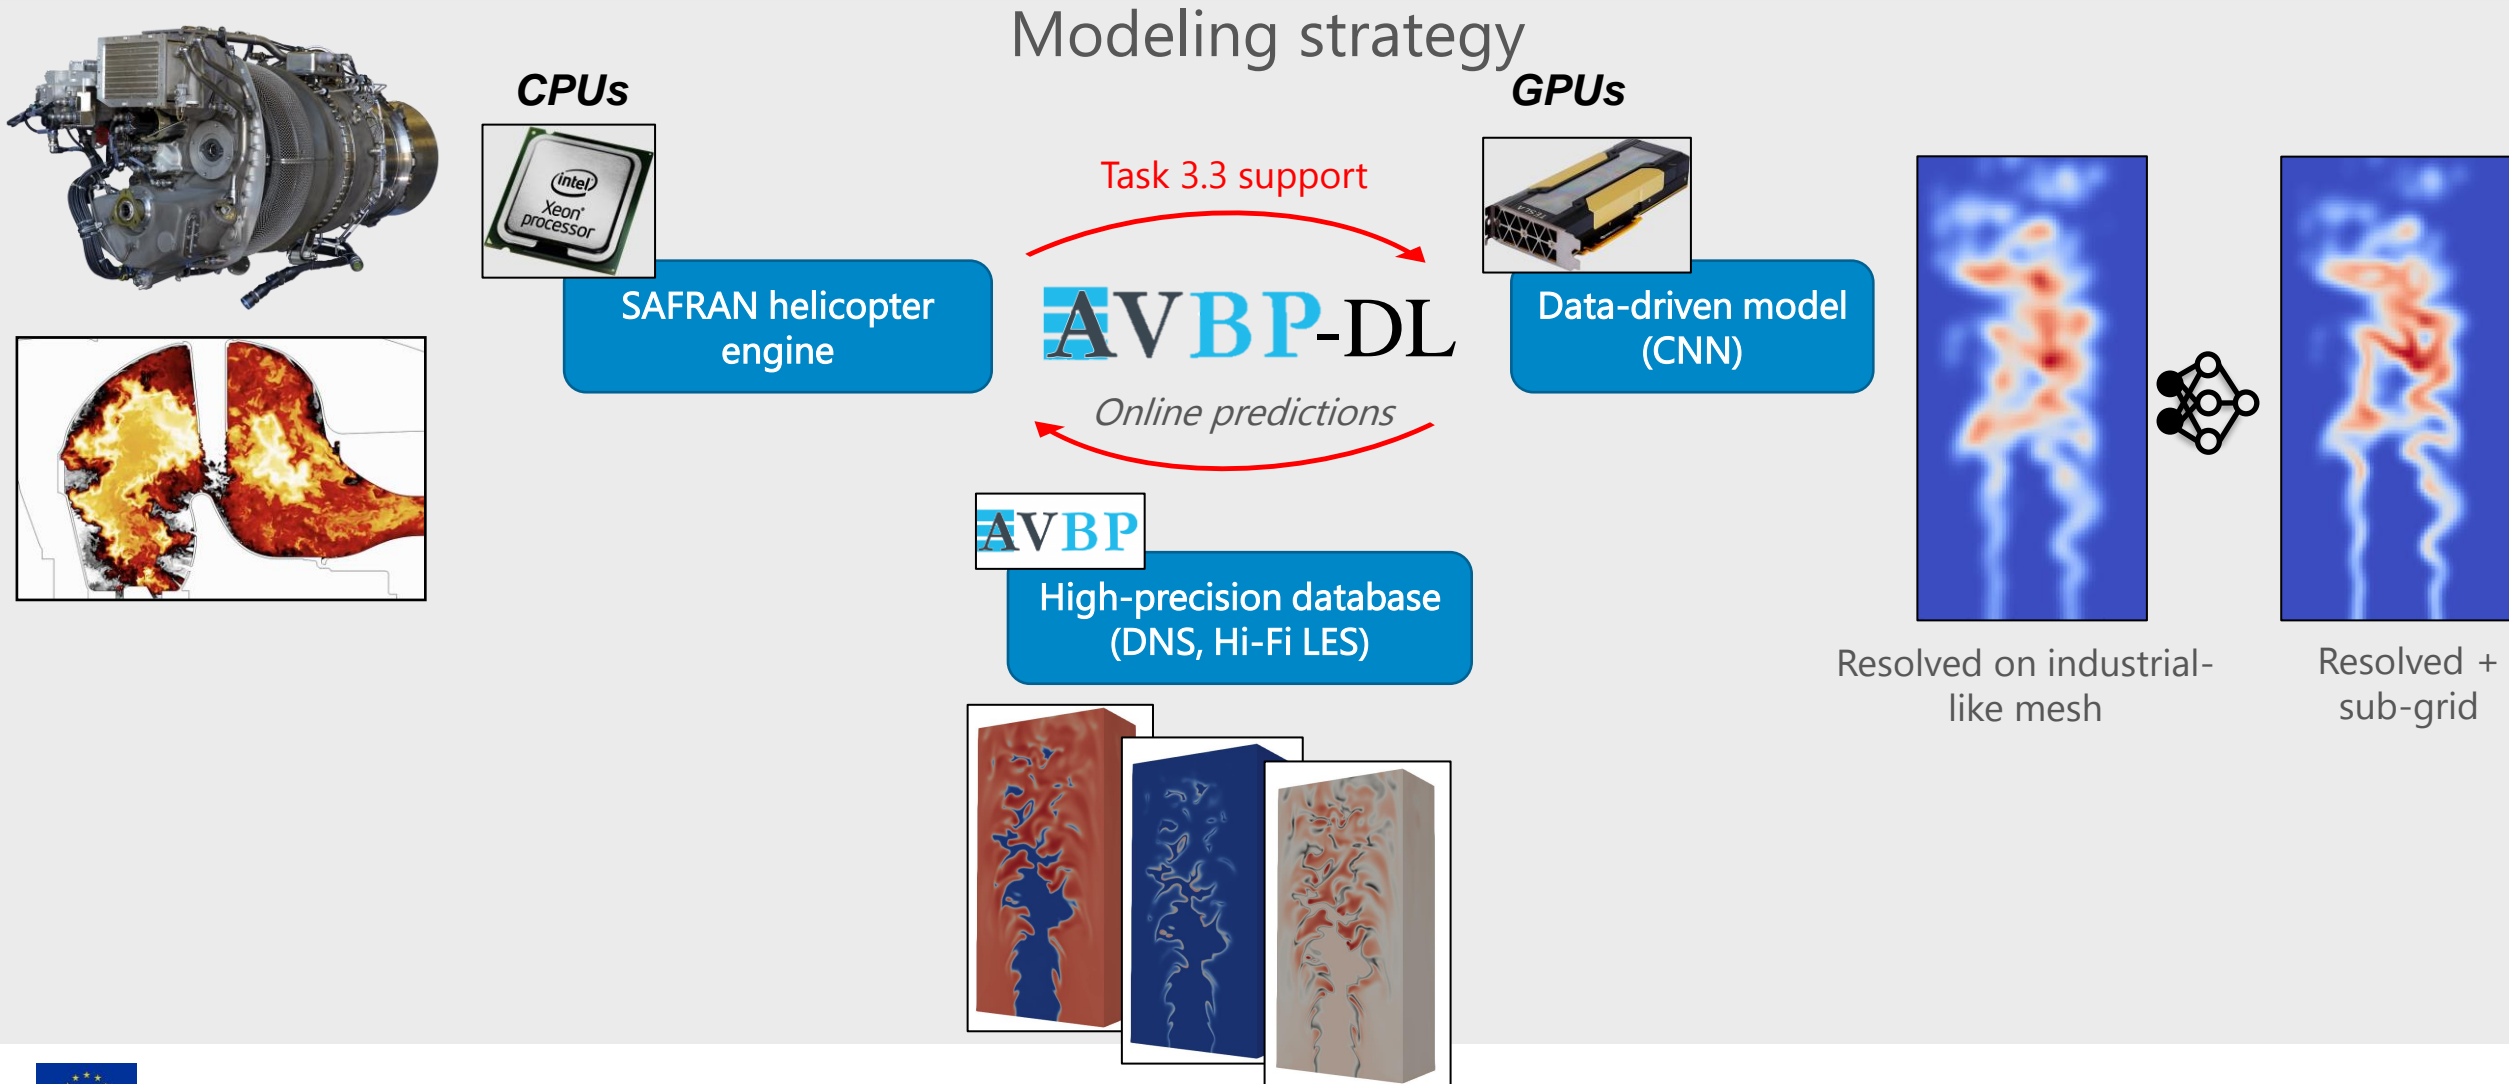 Modeling strategy
CPUs
GPUs
intel
Xeon®
processor
TESLA
Task 3.3 support
SAFRAN helicopter
engine
AVBP-DL
Data-driven model
(CNN)
Online predictions
AVBP
High-precision database
(DNS, Hi-Fi LES)
Resolved on industrial-
like mesh
Resolved +
sub-grid